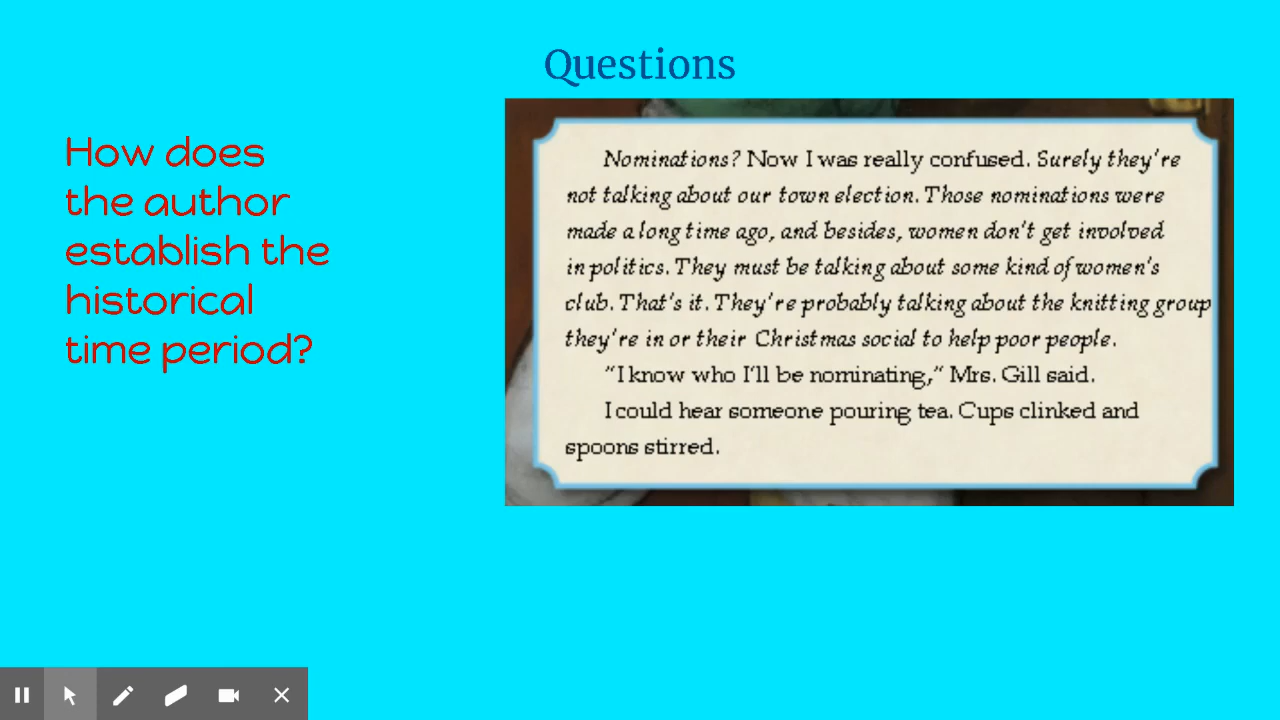 Questions
How does
the author
establish the
historical
time period?
Nominations? Now I was really confused. Surely they're
not talking about our town election. Those nominations were
made a long time ago, and besides, women don't get involved
in politics. They must be talking about some kind of women's
club. That's it. They're probably talking about the knitting group
they're in or their Christmas social to help poor people.
"I know who I'll be nominating," Mrs. Gill said.
I could hear someone pouring tea. Cups clinked and
spoons stirred.